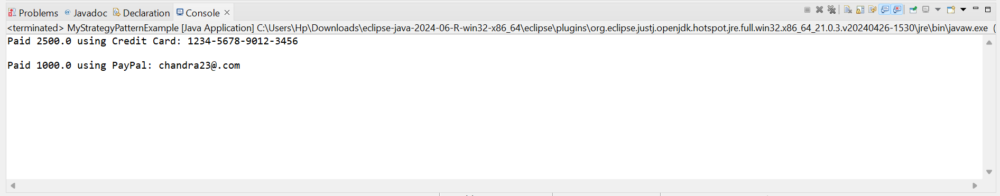 Problems @ Javadoc Declaration Console
<terminated> MyStrategyPatternExample [Java Application] C:\Users\Hp\Downloads\eclipse-java-2024-06-R-win32-x86_64\eclipse\plugins\org.eclipse.justj.openjdk.hotspot.jre.full.win32.x86_64_21.0.3.v20240426-1530\jre\bin\javaw.exe (
Paid 2500.0 using Credit Card: 1234-5678-9012-3456
Paid 1000.0 using PayPal: chandra23@.com